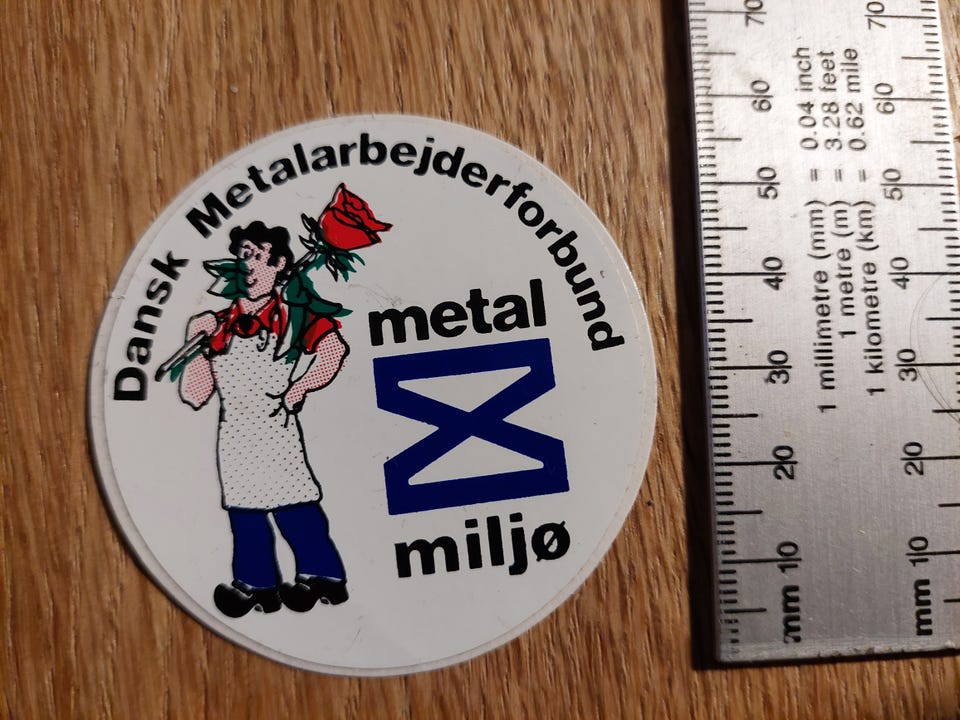 Dansk Metalarbejderforbund
metal
miljø
70
60
50
40
30
20
mm 10
1 millimetre (mm) = 0.04 inch
1 metre (m) = 3.28 feet
1 kilometre (km) = 0.62 mile
70
60
50
40
30
20
mm 10